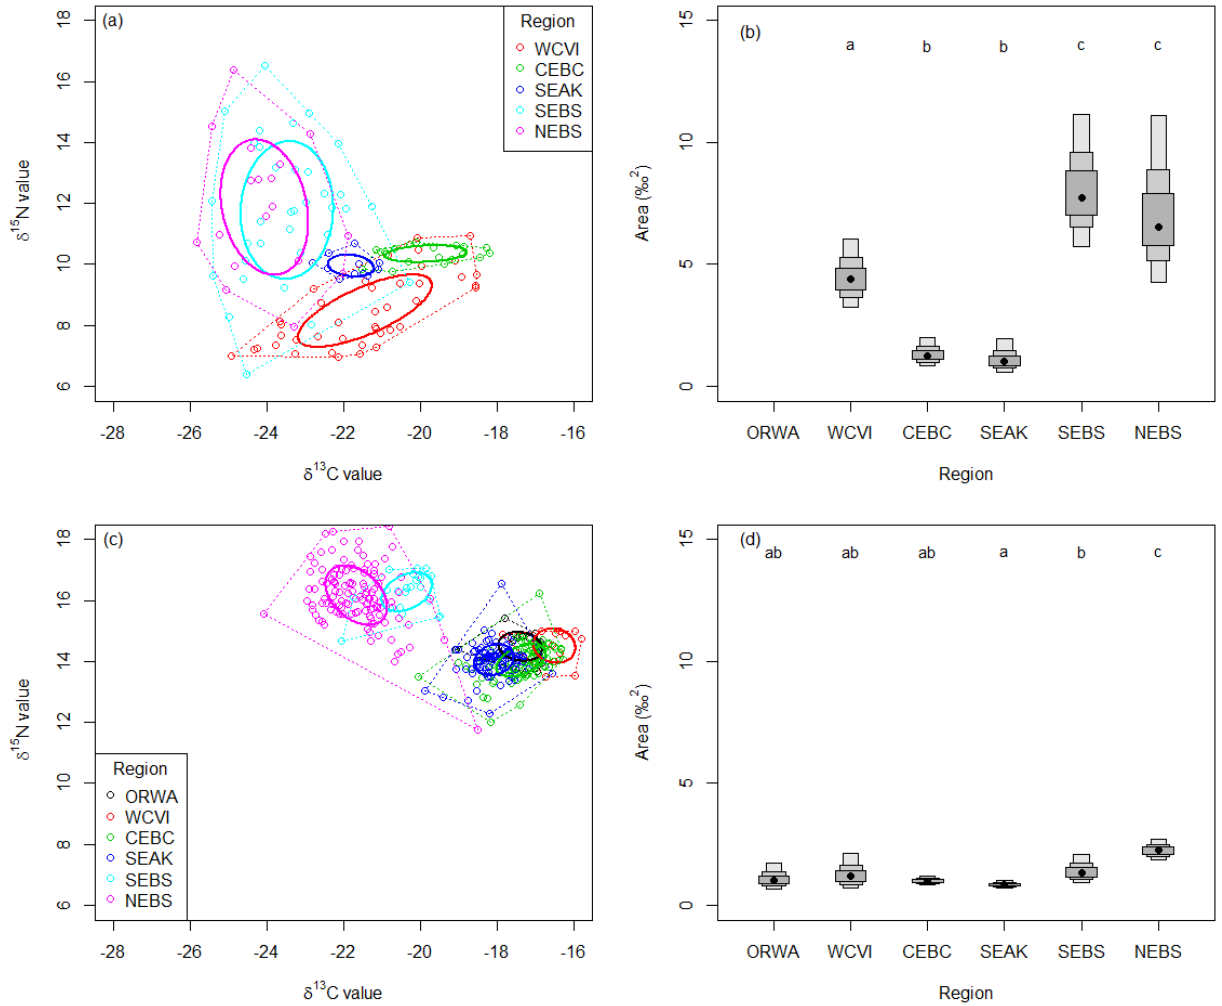 (a)
Region
WCVI
CEBC
SEAK
SEBS
NEBS
18
16
14
12
10
8
6
δ¹⁵N value
-28 -26 -24 -22 -20 -18 -16
δ¹³C value
(b)
a b b c c
15
10
5
0
Area (‰²)
ORWA WCVI CEBC SEAK SEBS NEBS
Region
(c)
18
16
14
12
10
8
6
δ¹⁵N value
Region
ORWA
WCVI
CEBC
SEAK
SEBS
NEBS
-28 -26 -24 -22 -20 -18 -16
δ¹³C value
(d)
ab ab ab a b c
15
10
5
0
Area (‰²)
ORWA WCVI CEBC SEAK SEBS NEBS
Region